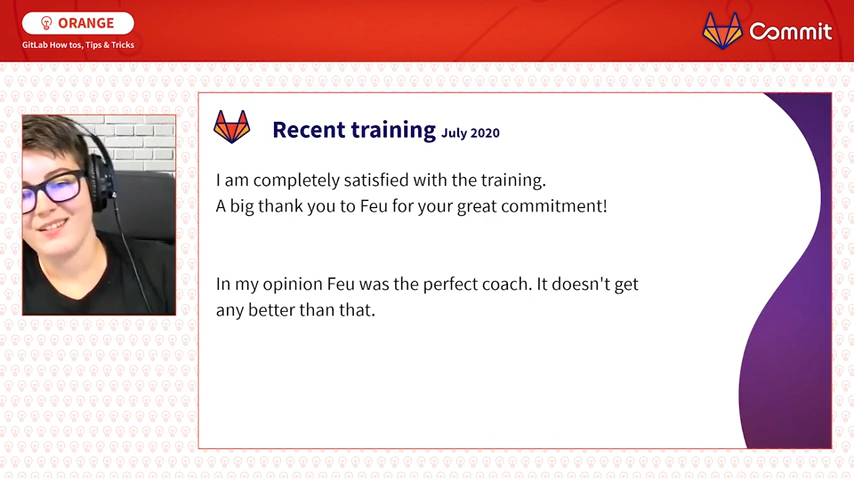 ORANGE
GitLab How tos, Tips & Tricks
Commit
Recent training July 2020
I am completely satisfied with the training.
A big thank you to Feu for your great commitment!
In my opinion Feu was the perfect coach. It doesn't get
any better than that.